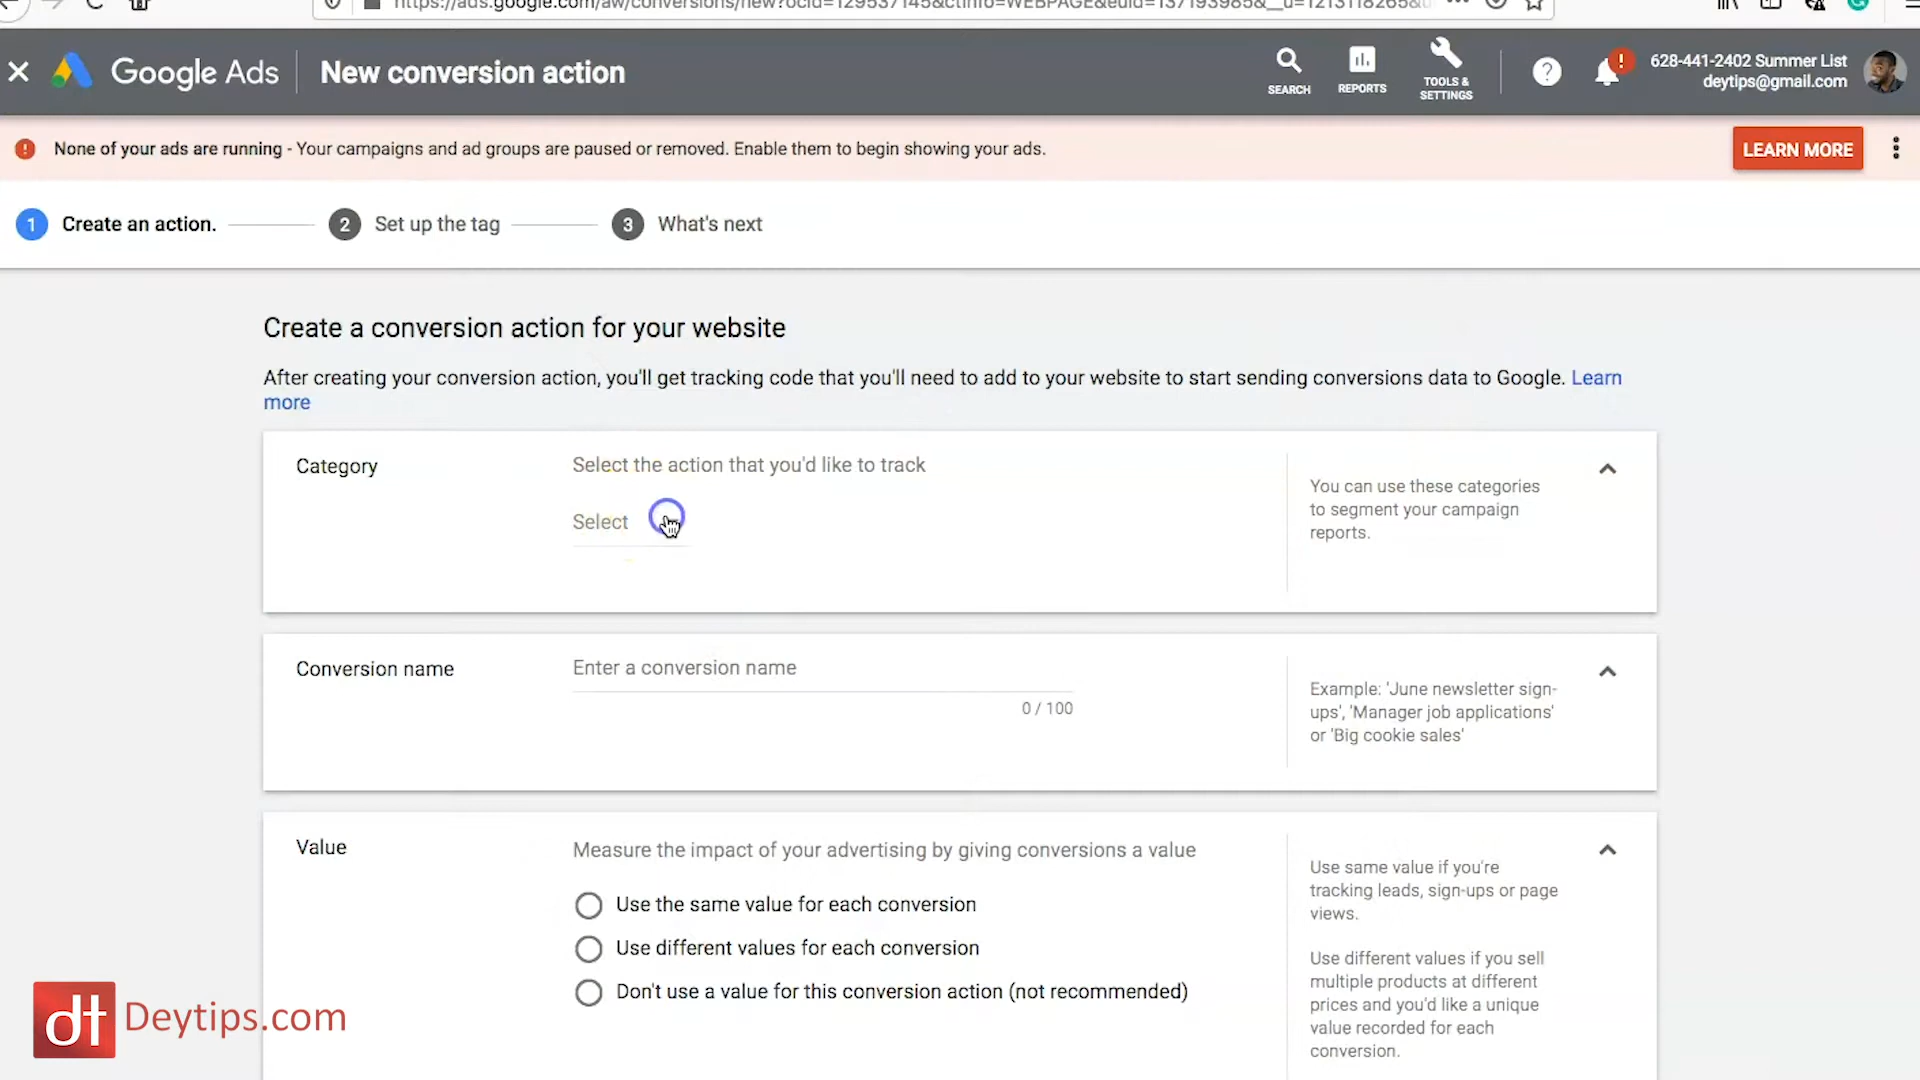 Google Ads
New conversion action
SEARCH
REPORTS
TOOLS &
SETTINGS
628-441-2402 Summer List
deytips@gmail.com
None of your ads are running - Your campaigns and ad groups are paused or removed. Enable them to begin showing your ads.
LEARN MORE
1 Create an action.
2 Set up the tag
3 What's next
Create a conversion action for your website
After creating your conversion action, you'll get tracking code that you'll need to add to your website to start sending conversions data to Google. Learn
more
Category
Select the action that you'd like to track
Select
You can use these categories
to segment your campaign
reports.
Conversion name
Enter a conversion name
0 / 100
Example: 'June newsletter sign-
ups', 'Manager job applications'
or 'Big cookie sales'
Value
Measure the impact of your advertising by giving conversions a value
Use the same value for each conversion
Use different values for each conversion
Don't use a value for this conversion action (not recommended)
Use same value if you're
tracking leads, sign-ups or page
views.
Use different values if you sell
multiple products at different
prices and you'd like a unique
value recorded for each
conversion.
dt Deytips.com